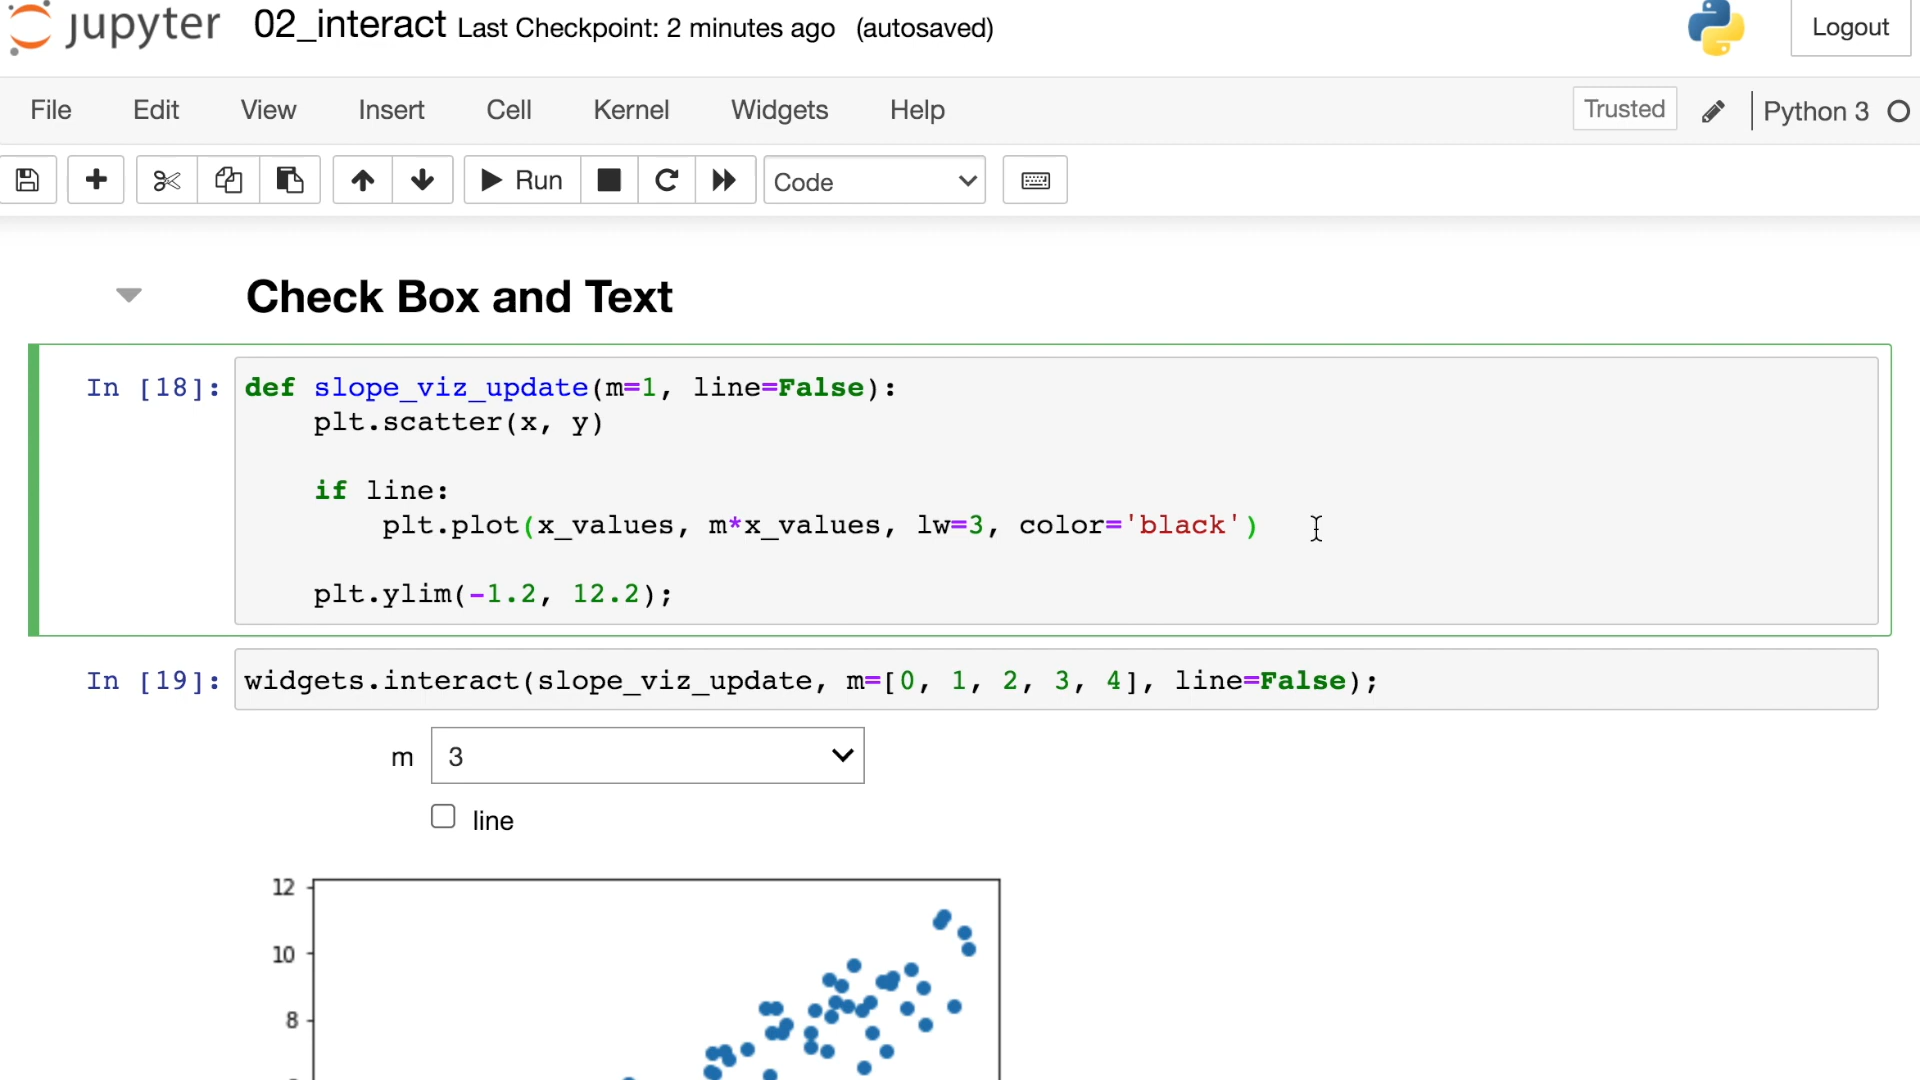 jupyter 02_interact Last Checkpoint: 2 minutes ago (autosaved) Logout
File Edit View Insert Cell Kernel Widgets Help Trusted Python 3
Run Code
Check Box and Text
In [18]: def slope_viz_update(m=1, line=False):
plt.scatter(x, y)
if line:
plt.plot(x_values, m*x_values, lw=3, color='black')
plt.ylim(-1.2, 12.2);
In [19]: widgets.interact(slope_viz_update, m=[0, 1, 2, 3, 4], line=False);
m 3
line
12
10
8